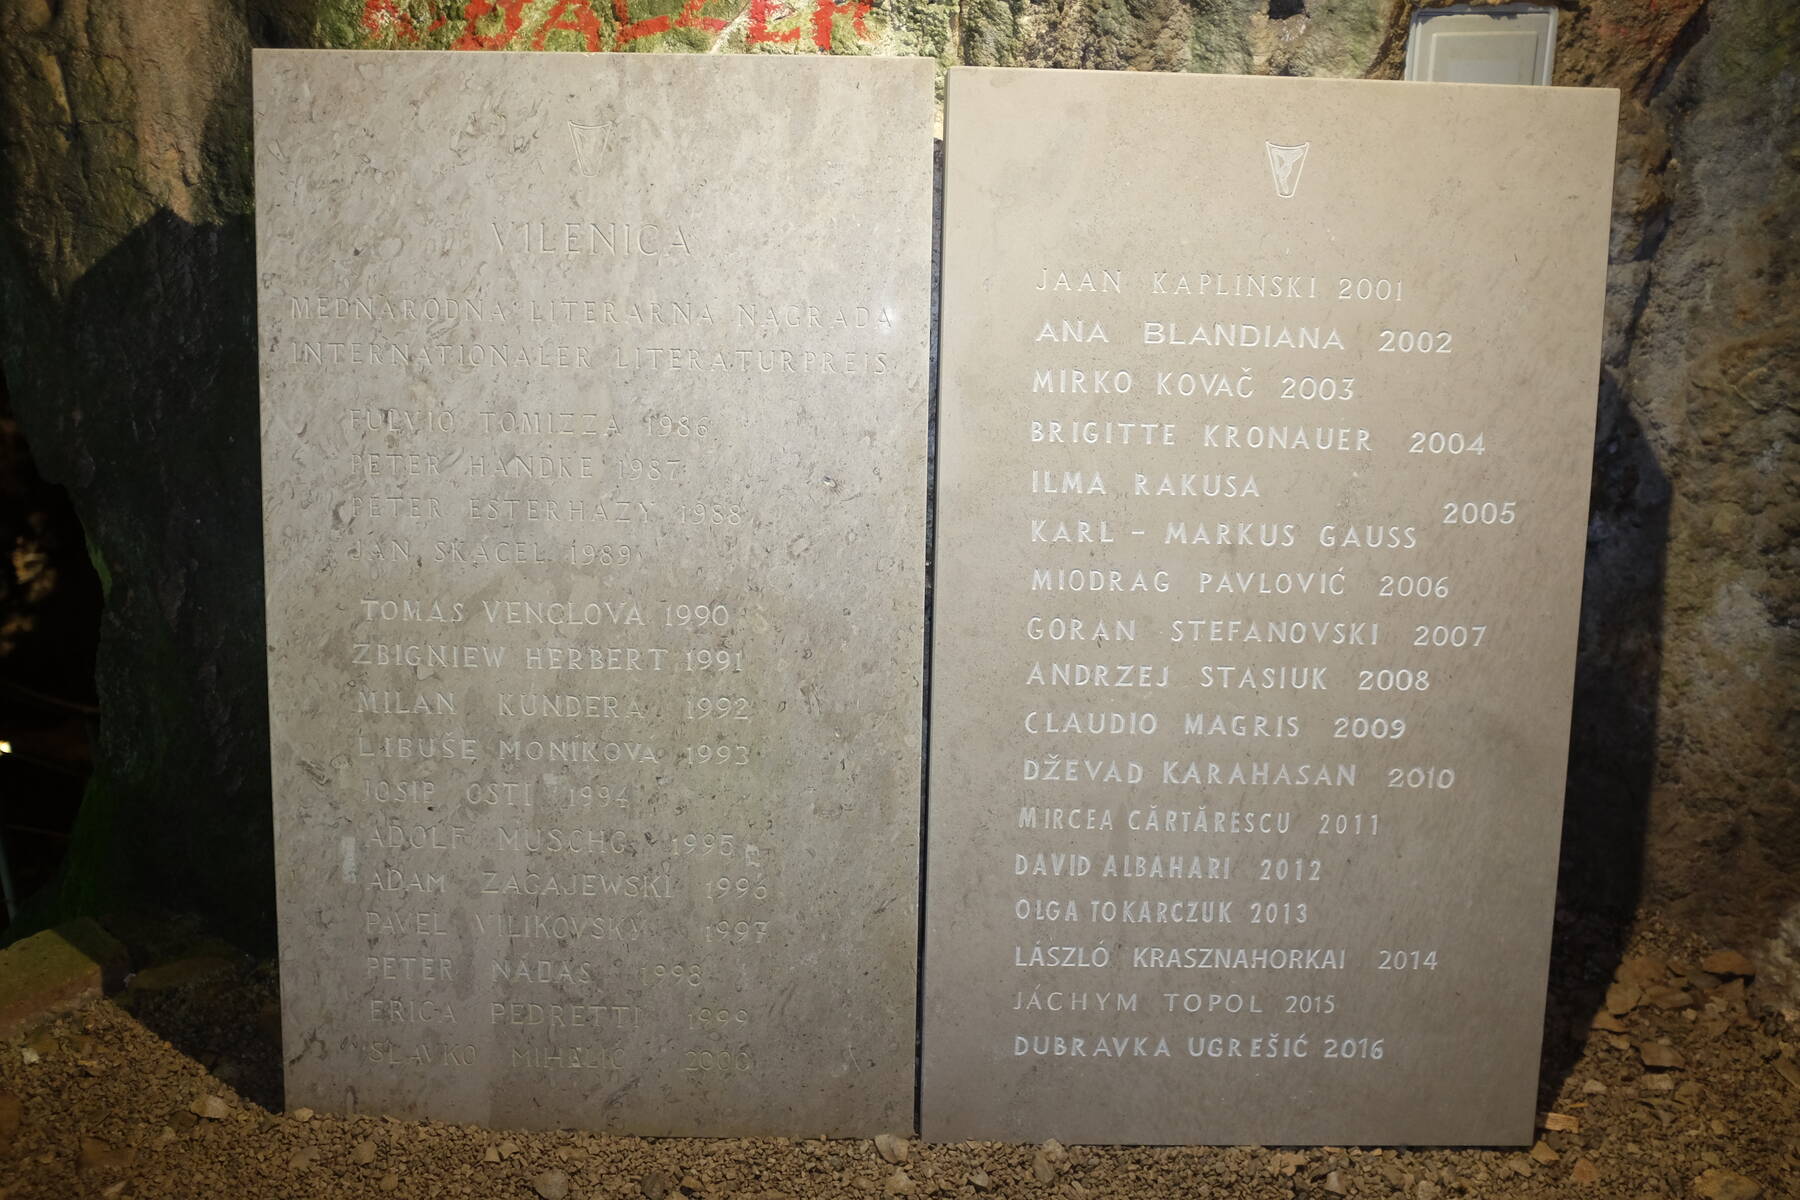 VILENICA
MEDNARODNA LITERARNA NAGRADA
INTERNATIONALER LITERATURPREIS
FULVIO TOMIZZA 1986
PETER HANDKE 1987
PETER ESTERHAZY 1988
JAN SKACEL 1989
TOMAS VENCLOVA 1990
ZBIGNIEW HERBERT 1991
MILAN KUNDERA 1992
LIBUŠE MONÍKOVÁ 1993
JOSIP OSTI 1994
ADOLF MUSCHG 1995
ADAM ZAGAJEWSKI 1996
PAVEL VILIKOVSKÝ 1997
PETER NADAS 1998
ERICA PEDRETTI 1999
SLAVKO MIHALIĆ 2000
JAAN KAPLINSKI 2001
ANA BLANDIANA 2002
MIRKO KOVAČ 2003
BRIGITTE KRONAUER 2004
ILMA RAKUSA
2005
KARL - MARKUS GAUSS
MIODRAG PAVLOVIĆ 2006
GORAN STEFANOVSKI 2007
ANDRZEJ STASIUK 2008
CLAUDIO MAGRIS 2009
DŽEVAD KARAHASAN 2010
MIRCEA CĂRTĂRESCU 2011
DAVID ALBAHARI 2012
OLGA TOKARCZUK 2013
LÁSZLÓ KRASZNAHORKAI 2014
JÁCHYM TOPOL 2015
DUBRAVKA UGREŠIĆ 2016